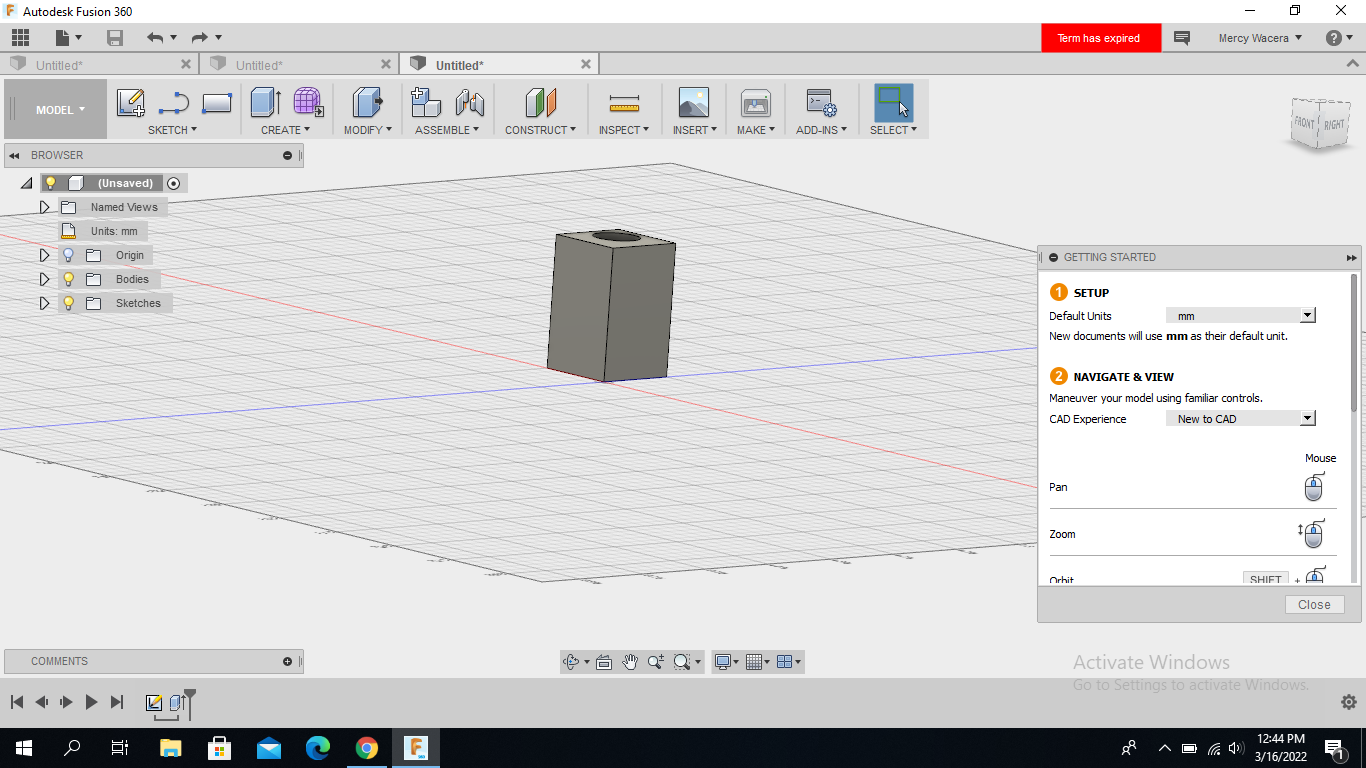 Autodesk Fusion 360
Term has expired
Mercy Wacera
Untitled*
Untitled*
Untitled*
MODEL
SKETCH
CREATE
MODIFY
ASSEMBLE
CONSTRUCT
INSPECT
INSERT
MAKE
ADD-INS
SELECT
FRONT
RIGHT
BROWSER
(Unsaved)
Named Views
Units: mm
Origin
Bodies
Sketches
GETTING STARTED
1 SETUP
Default Units mm
New documents will use mm as their default unit.
2 NAVIGATE & VIEW
Maneuver your model using familiar controls.
CAD Experience New to CAD
Mouse
Pan
Zoom
Orbit SHIFT +
Close
COMMENTS
Activate Windows
Go to Settings to activate Windows.
12:44 PM
3/16/2022
1